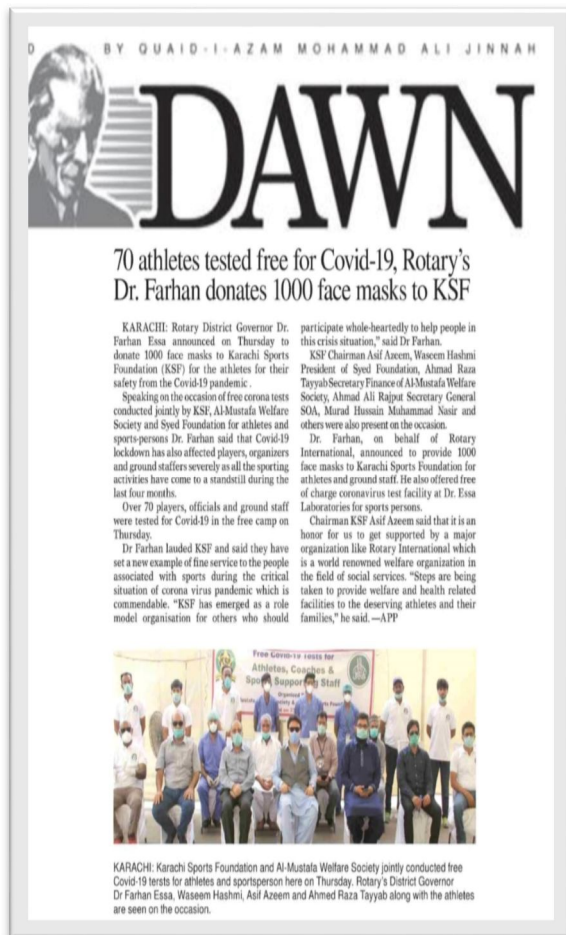 D BY QUAID-I-AZAM MOHAMMAD ALI JINNAH
DAWN
70 athletes tested free for Covid-19, Rotary's
Dr. Farhan donates 1000 face masks to KSF
KARACHI: Rotary District Governor Dr.
Farhan Essa announced on Thursday to
donate 1000 face masks to Karachi Sports
Foundation (KSF) for the athletes for their
safety from the Covid-19 pandemic .
Speaking on the occasion of free corona tests
conducted jointly by KSF, Al-Mustafa Welfare
Society and Syed Foundation for athletes and
sports-persons Dr. Farhan said that Covid-19
lockdown has also affected players, organizers
and ground staffers severely as all the sporting
activities have come to a standstill during the
last four months.
Over 70 players, officials and ground staff
were tested for Covid-19 in the free camp on
Thursday.
Dr Farhan lauded KSF and said they have
set a new example of fine service to the people
associated with sports during the critical
situation of corona virus pandemic which is
commendable. "KSF has emerged as a role
model organisation for others who should
participate whole-heartedly to help people in
this crisis situation," said Dr Farhan.
KSF Chairman Asif Azeem, Waseem Hashmi
President of Syed Foundation, Ahmad Raza
Tayyab Secretary Finance of Al-Mustafa Welfare
Society, Ahmad Ali Rajput Secretary General
SOA, Murad Hussain Muhammad Nasir and
others were also present on the occasion.
Dr. Farhan, on behalf of Rotary
International, announced to provide 1000
face masks to Karachi Sports Foundation for
athletes and ground staff. He also offered free
of charge coronavirus test facility at Dr. Essa
Laboratories for sports persons.
Chairman KSF Asif Azeem said that it is an
honor for us to get supported by a major
organization like Rotary International which
is a world renowned welfare organization in
the field of social services. "Steps are being
taken to provide welfare and health related
facilities to the deserving athletes and their
families," he said. —APP
Free Covid-19 Tests for
Athletes, Coaches &
Sports Supporting Staff
KARACHI: Karachi Sports Foundation and Al-Mustafa Welfare Society jointly conducted free
Covid-19 tersts for athletes and sportsperson here on Thursday. Rotary's District Governor
Dr Farhan Essa, Waseem Hashmi, Asif Azeem and Ahmed Raza Tayyab along with the athletes
are seen on the occasion.